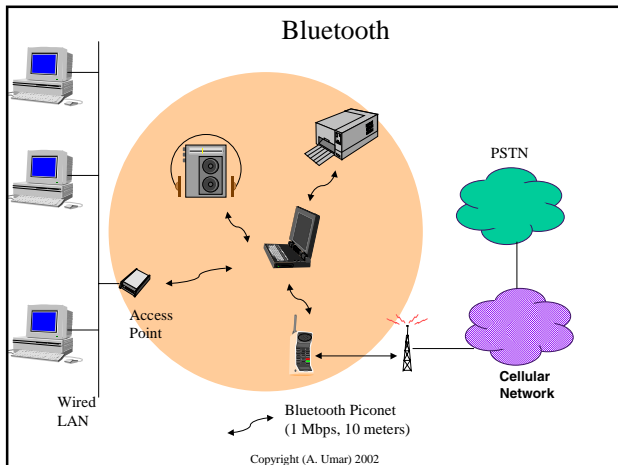 Bluetooth
PSTN
Access
Point
Cellular
Network
Wired
LAN
Bluetooth Piconet
(1 Mbps, 10 meters)
Copyright (A. Umar) 2002